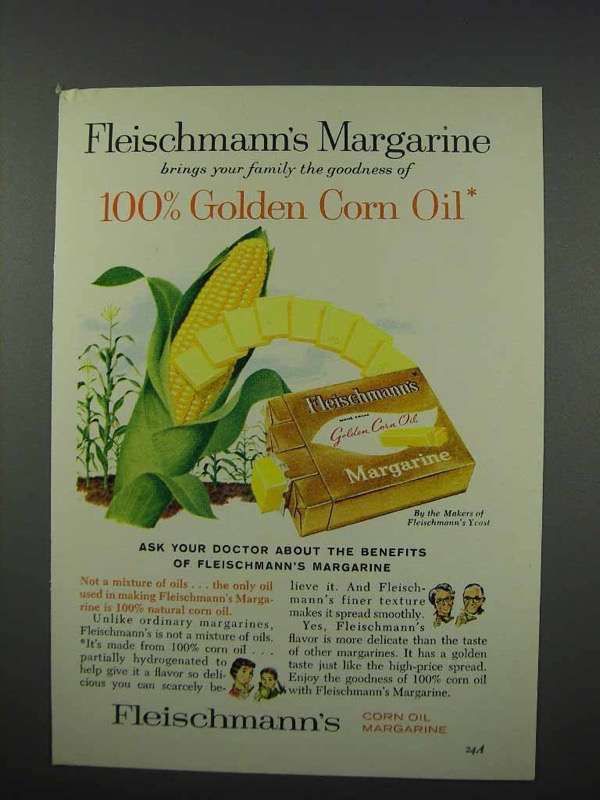 Fleischmann's Margarine
brings your family the goodness of
100% Golden Corn Oil*
Fleischmann's
MADE FROM
Golden Corn Oil
Margarine
By the Makers of
Fleischmann's Yeast
ASK YOUR DOCTOR ABOUT THE BENEFITS
OF FLEISCHMANN'S MARGARINE
Not a mixture of oils . . . the only oil
used in making Fleischmann's Marga-
rine is 100% natural corn oil.
Unlike ordinary margarines,
Fleischmann's is not a mixture of oils.
*It's made from 100% corn oil . . .
partially hydrogenated to
help give it a flavor so deli-
cious you can scarcely be-
lieve it. And Fleisch-
mann's finer texture
makes it spread smoothly.
Yes, Fleischmann's
flavor is more delicate than the taste
of other margarines. It has a golden
taste just like the high-price spread.
Enjoy the goodness of 100% corn oil
with Fleischmann's Margarine.
Fleischmann's
CORN OIL
MARGARINE
24A